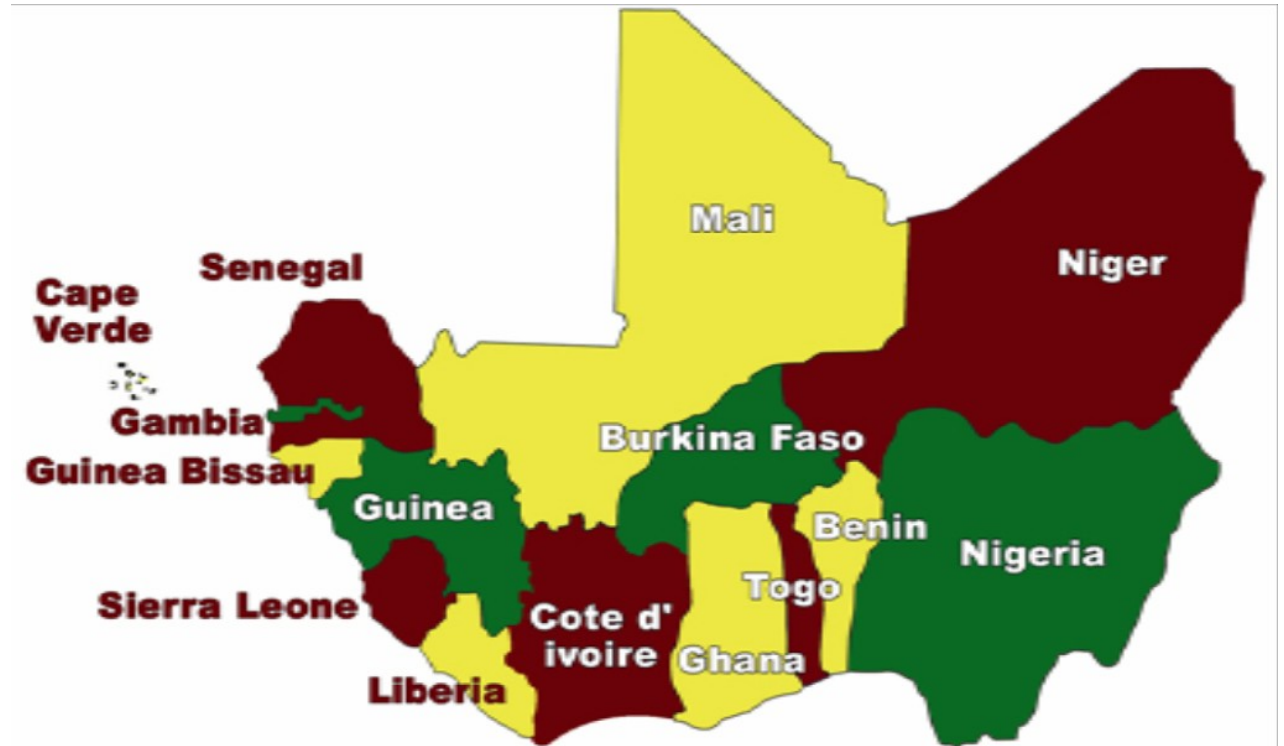 Mali
Niger
Senegal
Cape
Verde
Gambia
Burkina Faso
Guinea Bissau
Guinea
Benin
Nigeria
Togo
Sierra Leone
Cote d'
ivoire
Ghana
Liberia